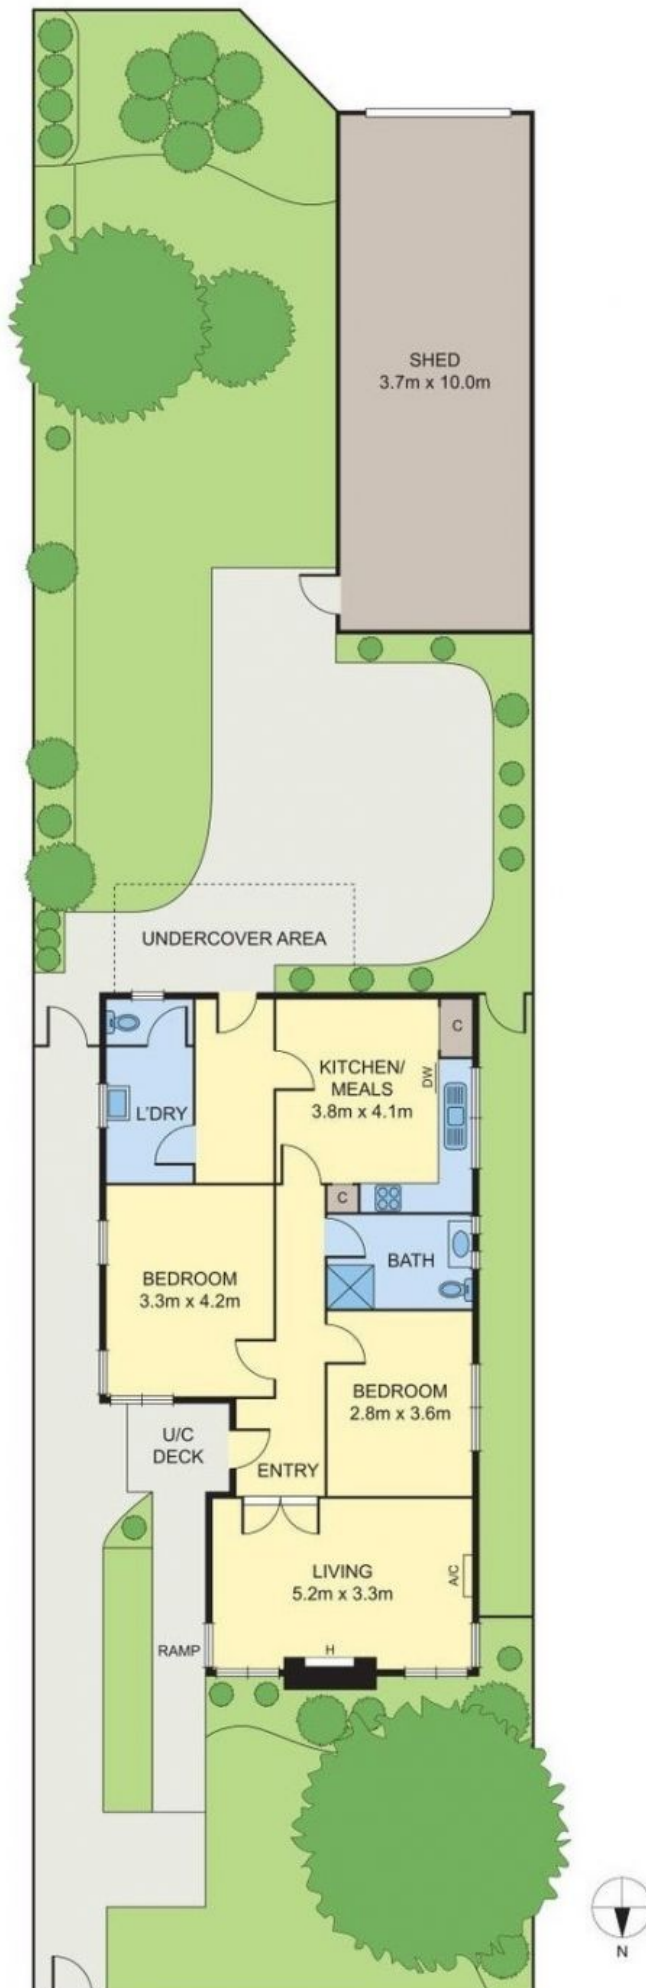 SHED
3.7m x 10.0m
UNDERCOVER AREA
C
KITCHEN/
MEALS
3.8m x 4.1m
DW
L'DRY
C
BATH
BEDROOM
3.3m x 4.2m
BEDROOM
2.8m x 3.6m
U/C
DECK
ENTRY
LIVING
5.2m x 3.3m
A/C
RAMP
H
N